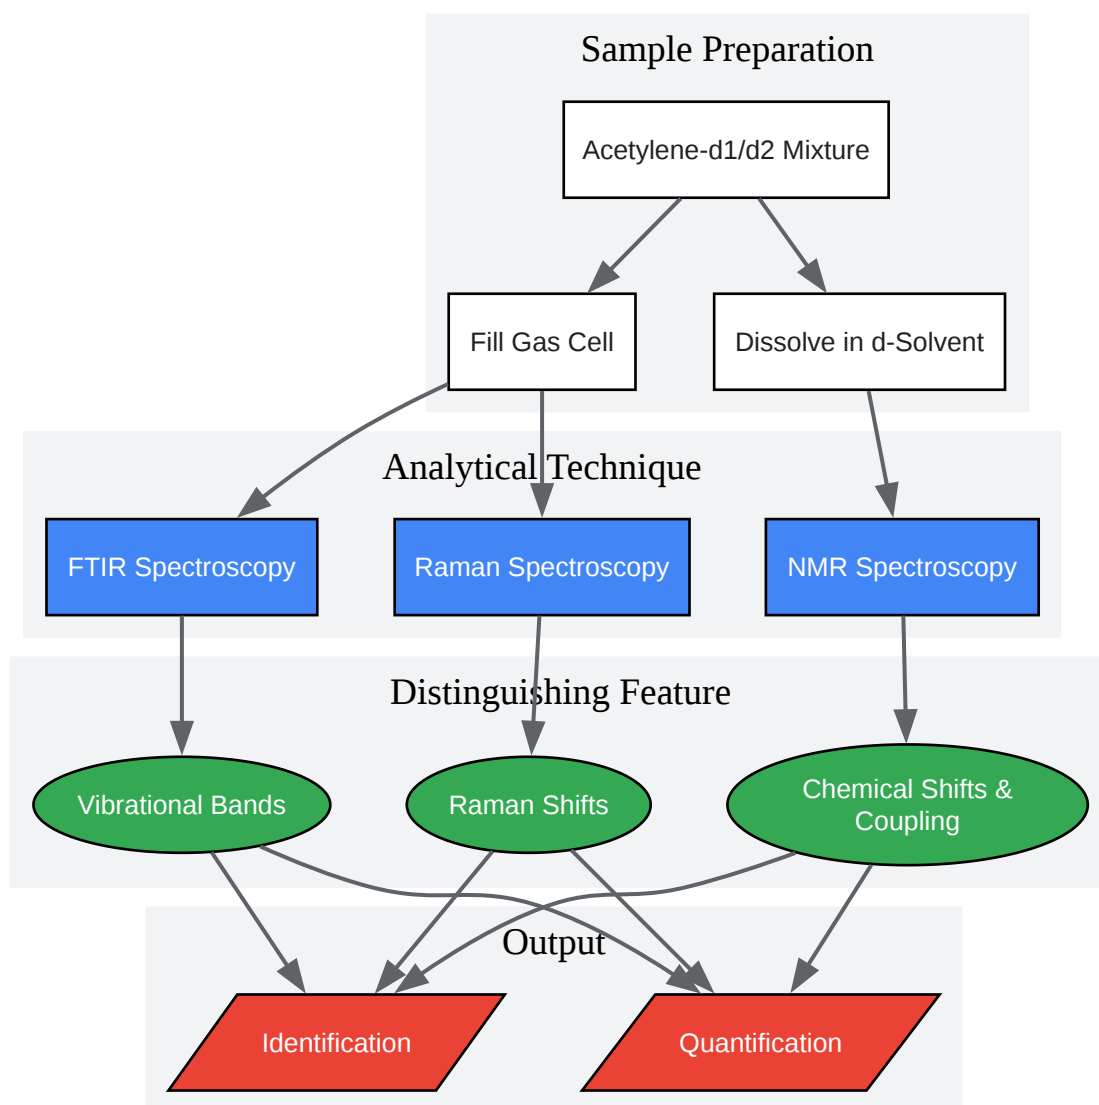 Sample Preparation
Acetylene-d1/d2 Mixture
Fill Gas Cell
Dissolve in d-Solvent
Analytical Technique
FTIR Spectroscopy
Raman Spectroscopy
NMR Spectroscopy
Distinguishing Feature
Vibrational Bands
Raman Shifts
Chemical Shifts &
Coupling
Output
Identification
Quantification